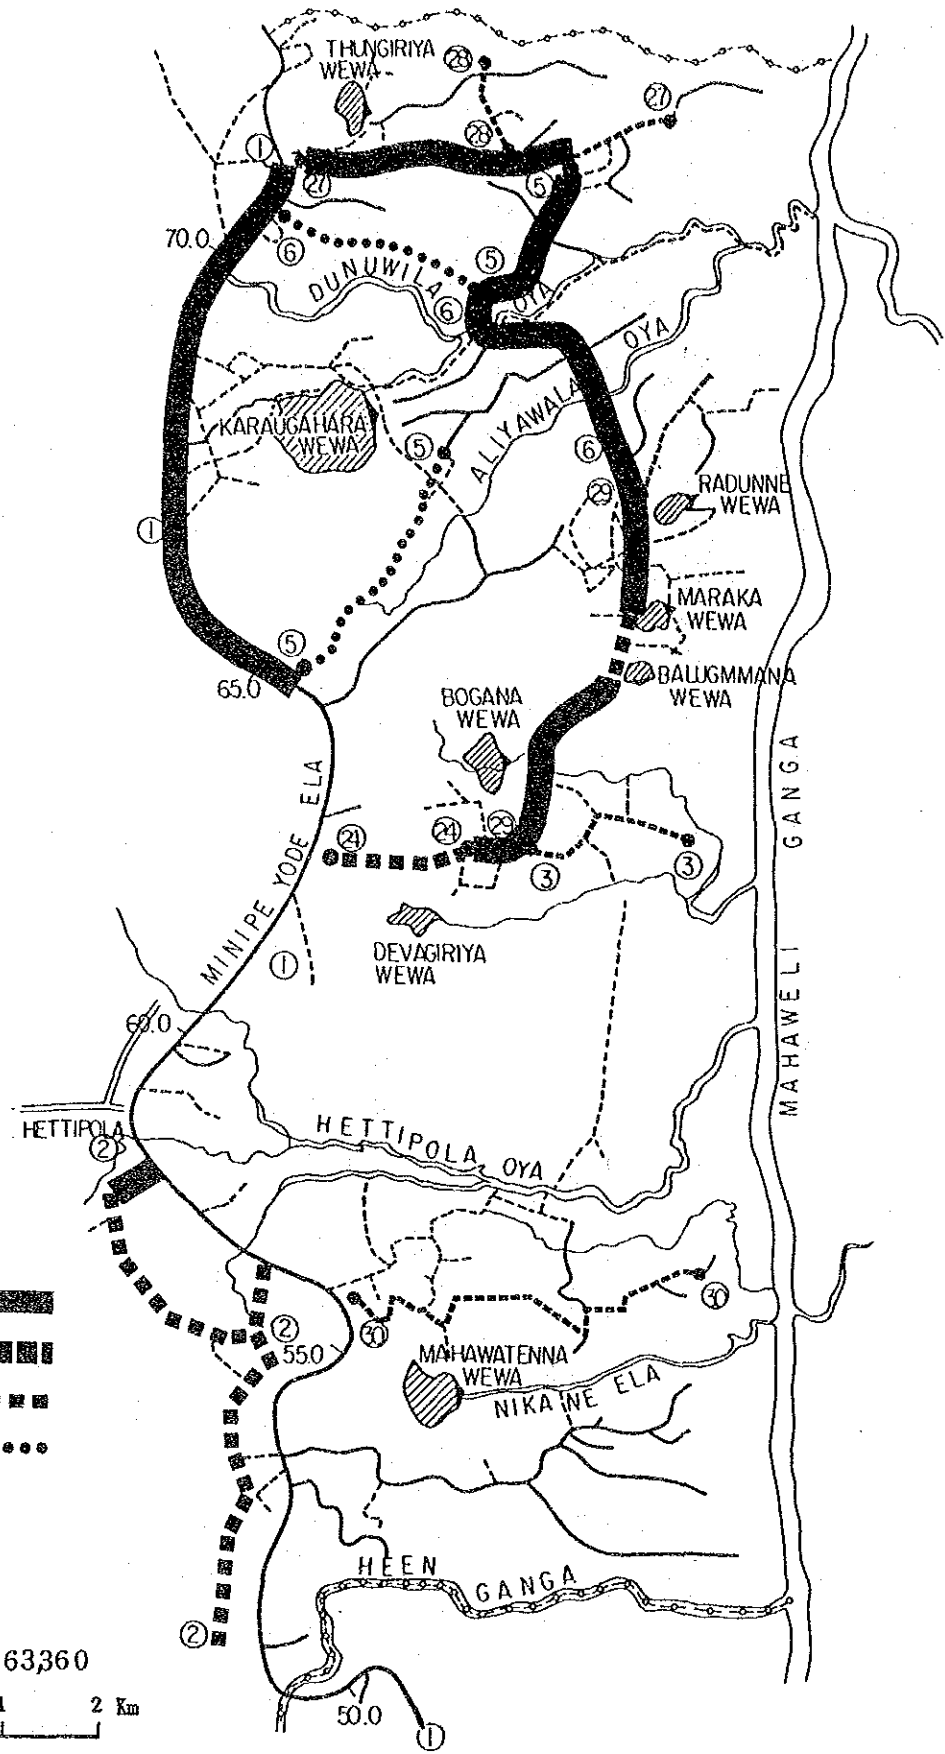 THUNGIRIYA
WEWA
28
27
28
1
27
5
70.0
6
5
DUNUWILA
OYA
6
OYA
ALIYAWALA
KARAUGAHARA
WEWA
5
6
29
RADUNNE
WEWA
1
MARAKA
WEWA
5
65.0
BALUGMMANA
WEWA
BOGANA
WEWA
MINIPE YODE ELA
MAHAWELI GANGA
24
24
29
3
3
DEVAGIRIYA
WEWA
1
60.0
HETTIPOLA
2
HETTIPOLA OYA
30
30
2
55.0
MAHAWATENNA
WEWA
NIKANE ELA
HEEN GANGA
2
63,360
2 Km
50.0
1